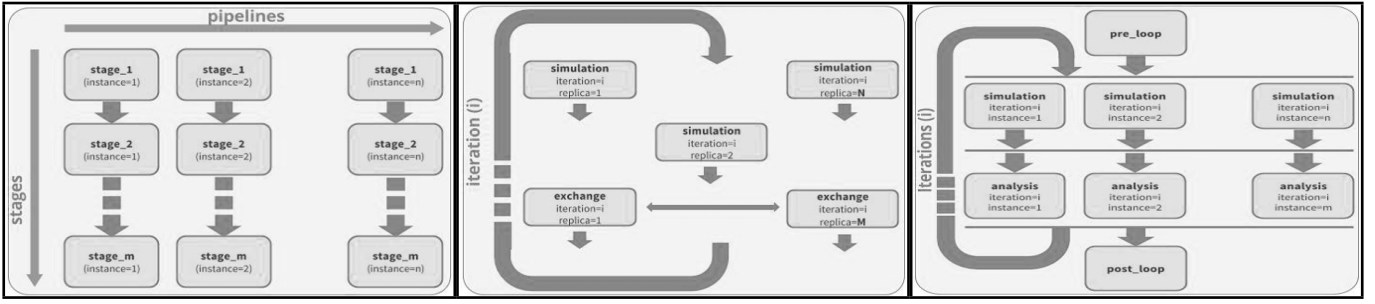 pipelines
stages
stage_1
(instance=1)
stage_1
(instance=2)
stage_1
(instance=n)
stage_2
(instance=1)
stage_2
(instance=2)
stage_2
(instance=n)
stage_m
(instance=1)
stage_m
(instance=2)
stage_m
(instance=n)
iteration (i)
simulation
iteration=i
replica=1
simulation
iteration=i
replica=N
simulation
iteration=i
replica=2
exchange
iteration=i
replica=1
exchange
iteration=i
replica=M
Iterations (i)
pre_loop
simulation
iteration=i
instance=1
simulation
iteration=i
instance=2
simulation
iteration=i
instance=n
analysis
iteration=i
instance=1
analysis
iteration=i
instance=2
analysis
iteration=i
instance=m
post_loop